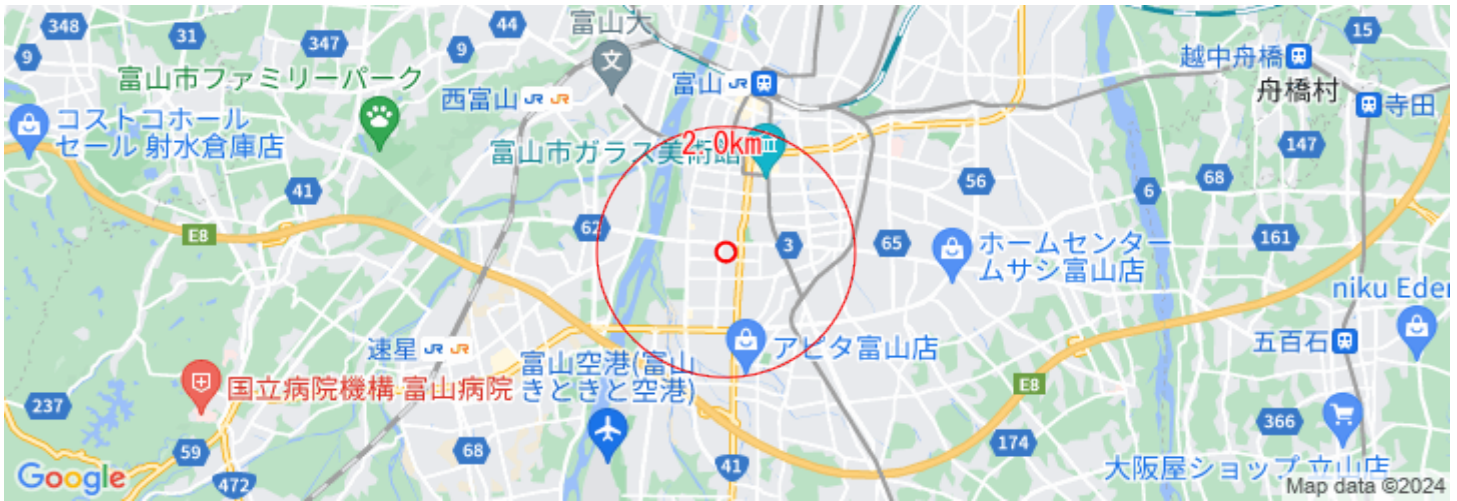 348
31
347
9
44
富山大
15
9
富山市ファミリーパーク
西富山
JR JR
富山
JR
越中舟橋
舟橋村
寺田
コストコホール
セール 射水倉庫店
2.0km
富山市ガラス美術館
147
41
56
68
6
E8
62
3
65
161
ホームセンター
ムサシ富山店
niku Eder
速星
JR JR
アピタ富山店
五百石
富山空港(富山
きときと空港)
国立病院機構 富山病院
E8
237
366
59
68
174
41
472
大阪屋ショップ 立山店
Google
Map data ©2024